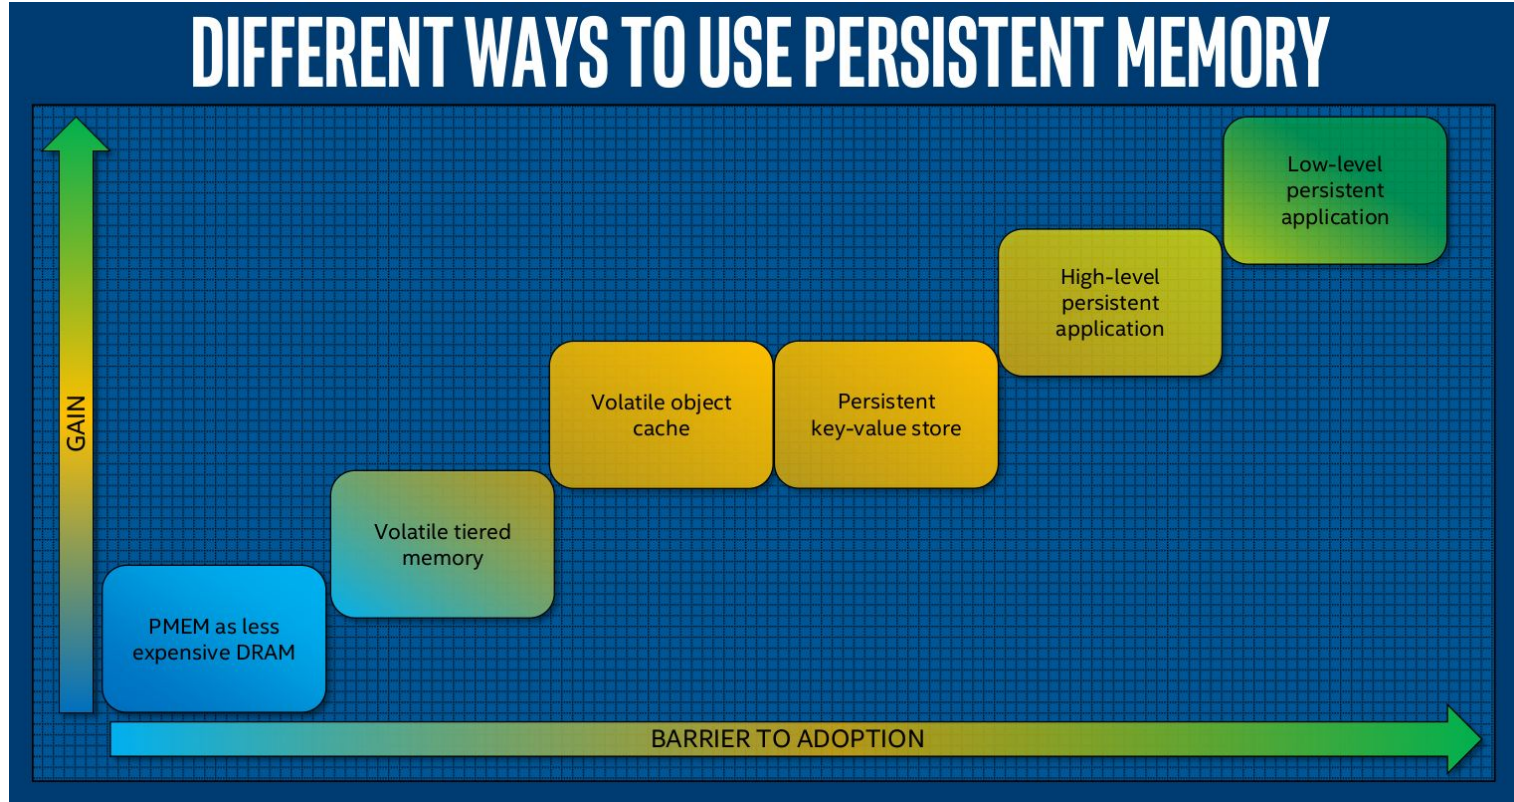 DIFFERENT WAYS TO USE PERSISTENT MEMORY
Low-level
persistent
application
High-level
persistent
application
Volatile object
cache
Persistent
key-value store
GAIN
Volatile tiered
memory
PMEM as less
expensive DRAM
BARRIER TO ADOPTION